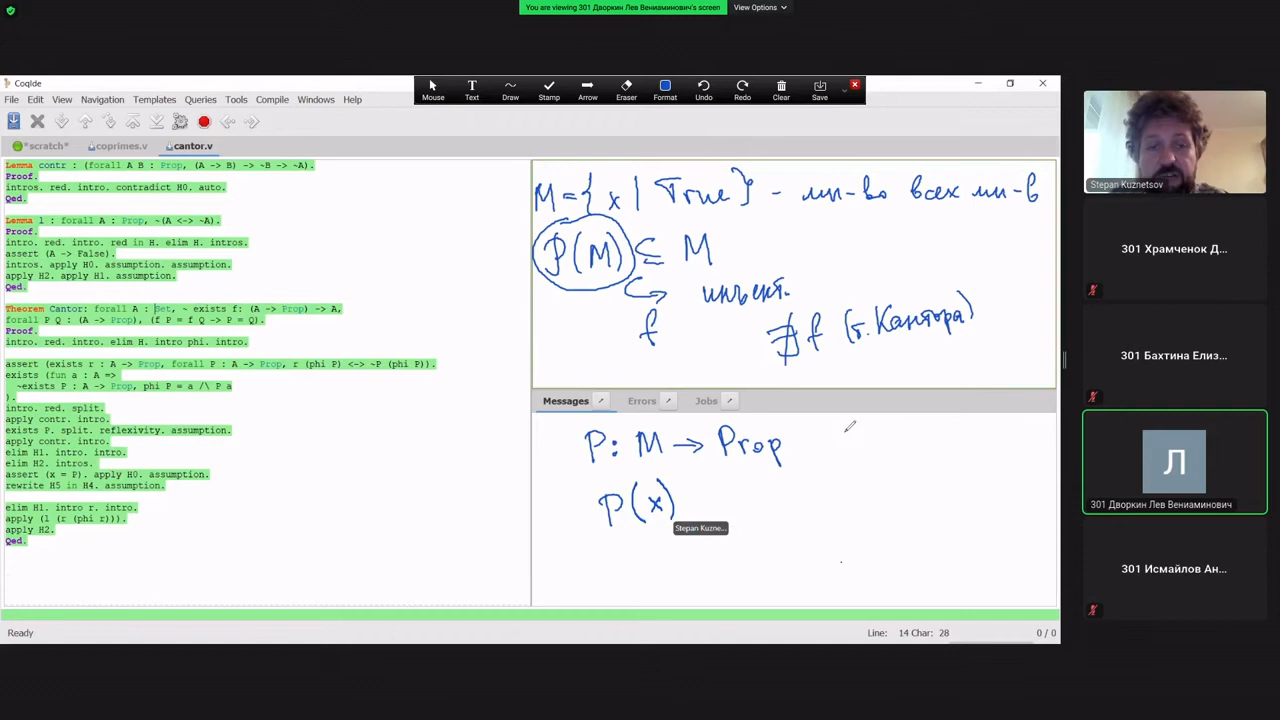 You are viewing 301 Дворкин Лев Вениаминович's screen
View Options
CoqIde
File Edit View Navigation Templates Queries Tools Compile Windows Help
Mouse Text Draw Stamp Arrow Eraser Format Undo Redo Clear Save
*scratch* coprimes.v cantor.v
Lemma contr : (forall A B : Prop, (A -> B) -> ~B -> ~A).
Proof.
intros. red. intro. contradict H0. auto.
Qed.
Lemma l : forall A : Prop, ~(A <-> ~A).
Proof.
intro. red. intro. red in H. elim H. intros.
assert (A -> False).
intros. apply H0. assumption. assumption.
apply H2. apply H1. assumption.
Qed.
Theorem Cantor: forall A : Set, ~ exists f: (A -> Prop) -> A,
forall P Q : (A -> Prop), (f P = f Q -> P = Q).
Proof.
intro. red. intro. elim H. intro phi. intro.
assert (exists r : A -> Prop, forall P : A -> Prop, r (phi P) <-> ~P (phi P)).
exists (fun a : A =>
~exists P : A -> Prop, phi P = a /\ P a
).
intro. red. split.
apply contr. intro.
exists P. split. reflexivity. assumption.
apply contr. intro.
elim H1. intro. intro.
elim H2. intros.
assert (x = P). apply H0. assumption.
rewrite H5 in H4. assumption.
elim H1. intro r. intro.
apply (l (r (phi r))).
apply H2.
Qed.
M = { x | True } - мн-во всех мн-в
P(M) ⊆ M
↪ инъект.
f ∄ f (т. Кантора)
Messages Errors Jobs
P: M → Prop
P(x)
Stepan Kuzne...
Ready Line: 14 Char: 28 0 / 0
Stepan Kuznetsov
301 Храмченок Д...
301 Бахтина Елиз...
Л
301 Дворкин Лев Вениаминович
301 Исмайлов Ан...